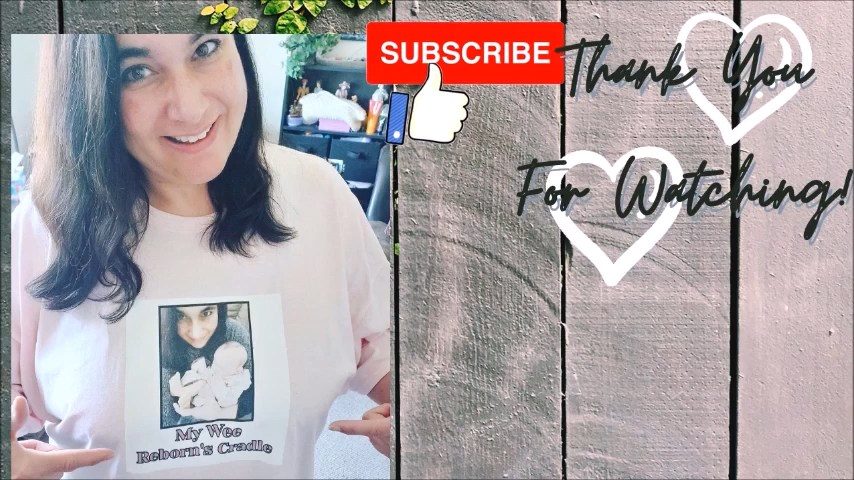 SUBSCRIBE
Thank You
For Watching!
My Wee
Reborn's Cradle